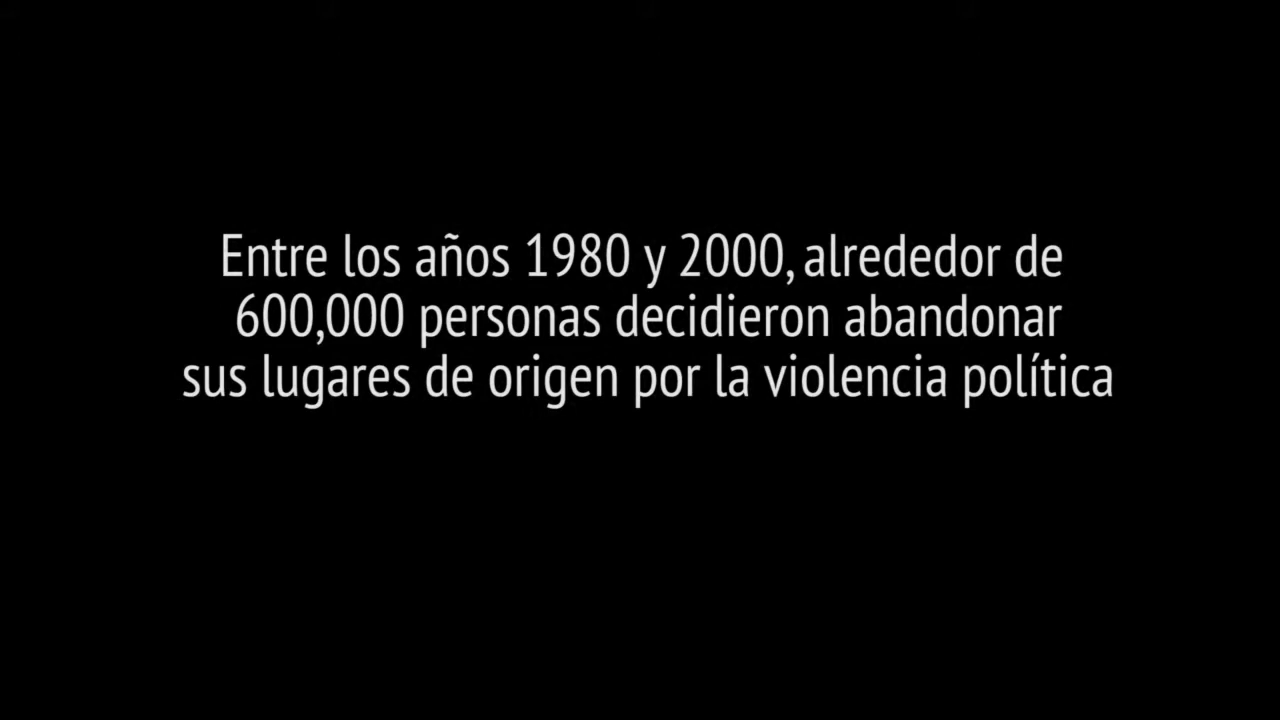 Entre los años 1980 y 2000, alrededor de
600,000 personas decidieron abandonar
sus lugares de origen por la violencia política